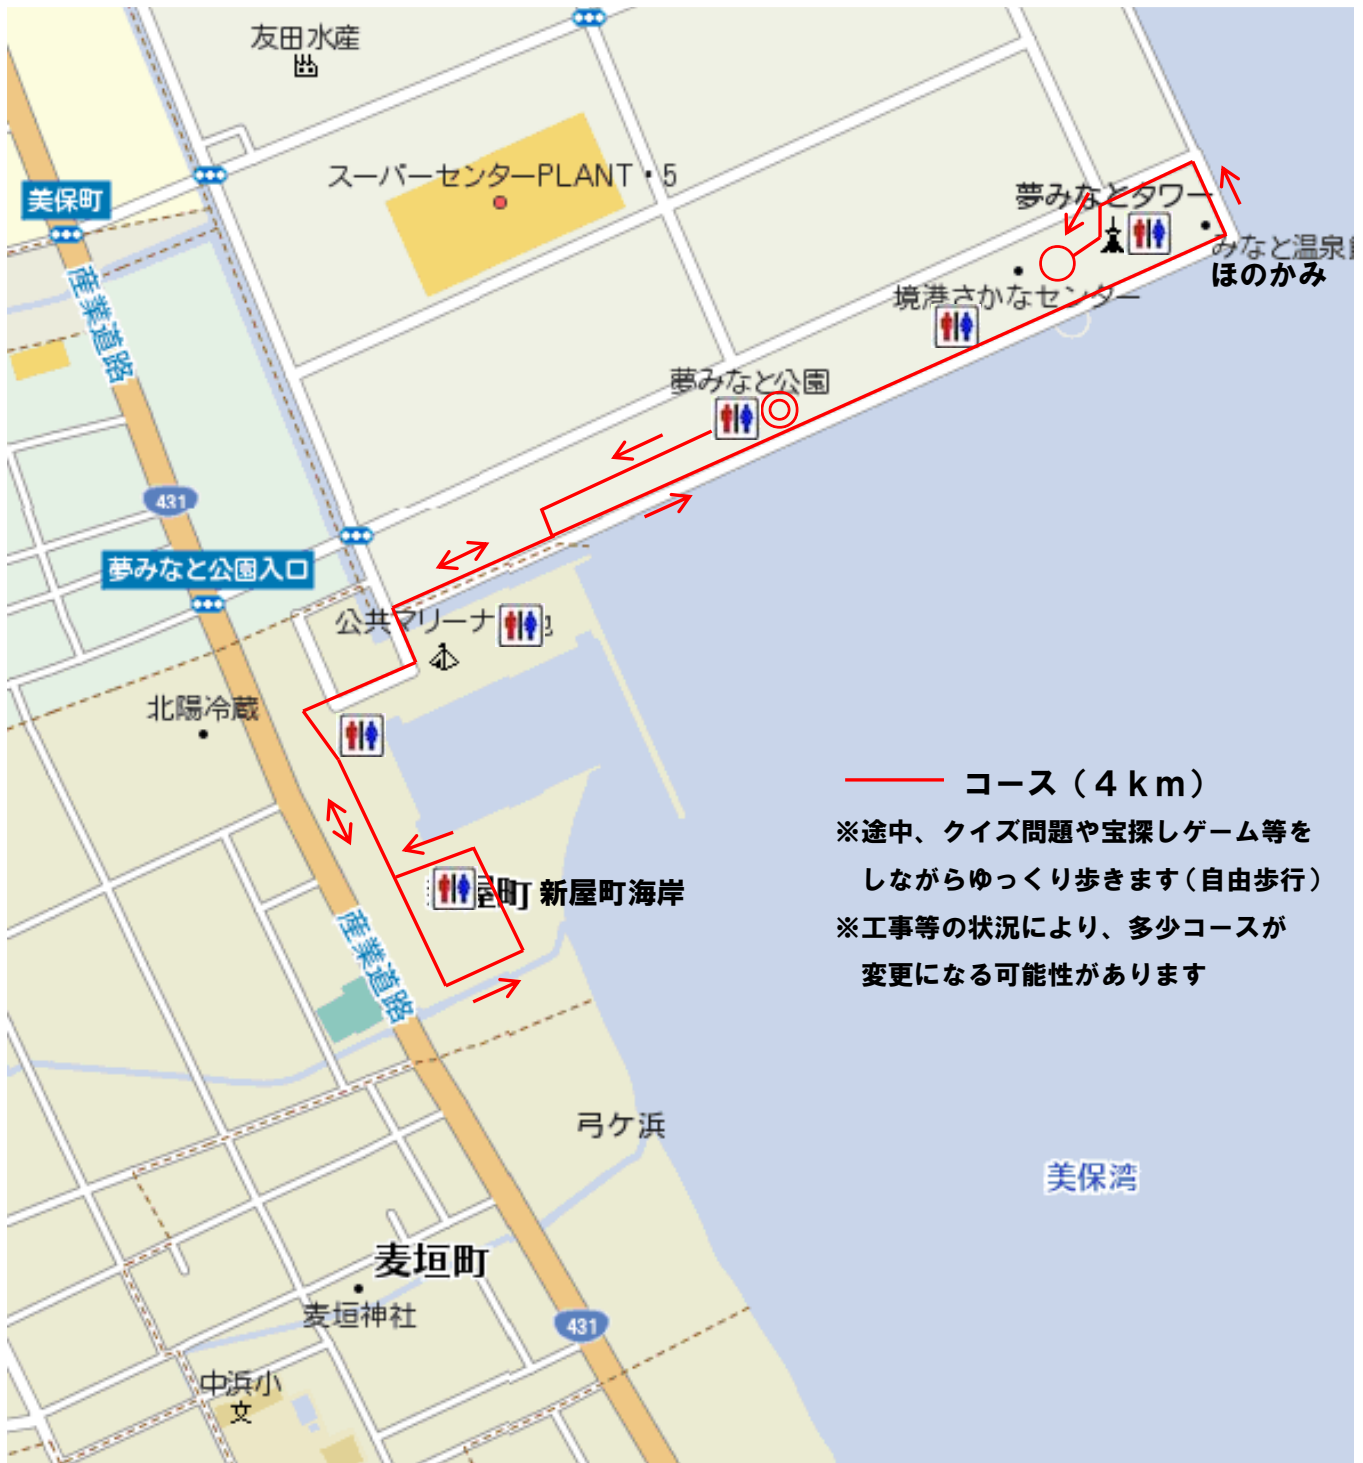 友田水産
スーパーセンターPLANT・5
美保町
産業道路
夢みなとタワー
みなと温泉
ほのかみ
境港さかなセンター
夢みなと公園
431
夢みなと公園入口
公共マリーナ
北陽冷蔵
コース（４ｋｍ）
※途中、クイズ問題や宝探しゲーム等を
しながらゆっくり歩きます（自由歩行）
※工事等の状況により、多少コースが
変更になる可能性があります
屋町 新屋町海岸
産業道路
弓ケ浜
美保湾
麦垣町
麦垣神社
431
中浜小
文